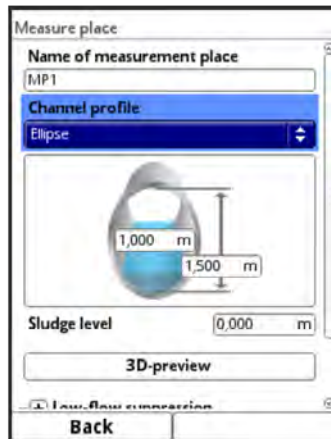 Measure place
Name of measurement place
MP1
Channel profile
Ellipse
1,000 m
1,500 m
Sludge level 0,000 m
3D-preview
Low-flow suppression
Back